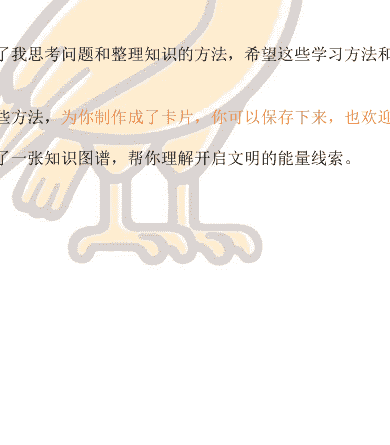 了我思考问题和整理知识的方法，希望这些学习方法和
些方法，为你制作成了卡片，你可以保存下来，也欢迎
了一张知识图谱，帮你理解开启文明的能量线索。